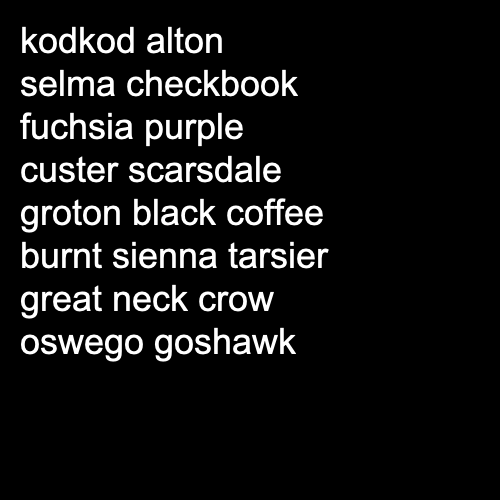 kodkod alton
selma checkbook
fuchsia purple
custer scarsdale
groton black coffee
burnt sienna tarsier
great neck crow
oswego goshawk